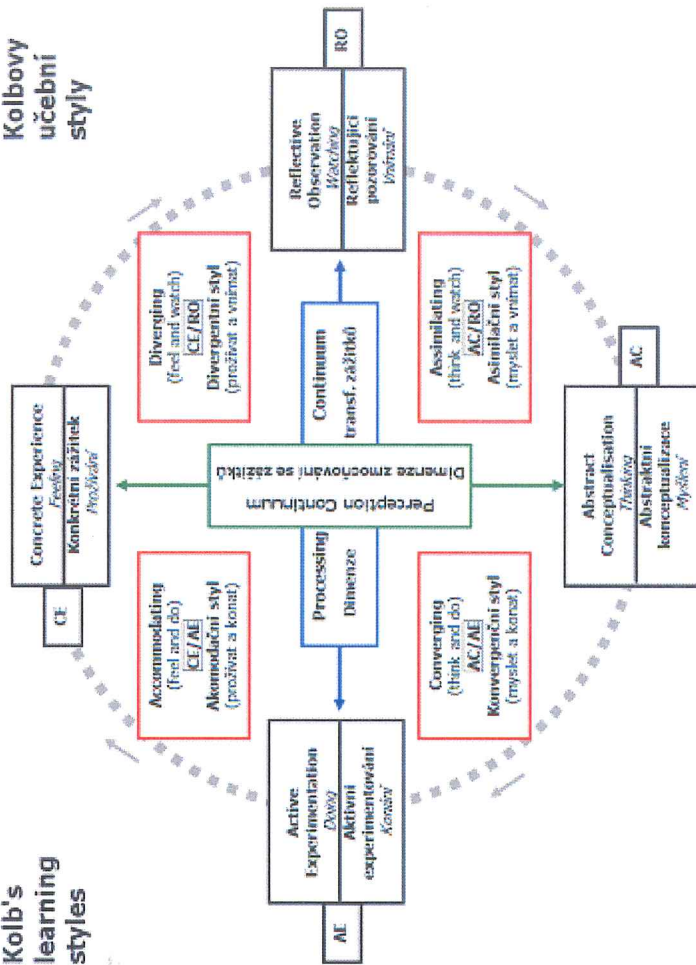 Kolb's
learning
styles
Kolbovy
učební
styly
CE
Concrete Experience
Feeling
Konkrétní zážitek
Prožívání
Accommodating
(feel and do)
CE/AE
Akomodační styl
(prožívat a konat)
Diverging
(feel and watch)
CE/RO
Divergentní styl
(prožívat a vnímat)
AE
Active
Experimentation
Doing
Aktivní
experimentování
Konání
Processing
Dimenze
Continuum
transf. zážitků
Perception Continuum
Dimenze zmocňování se zážitků
Reflective
Observation
Watching
Reflektující
pozorování
Vnímání
RO
Converging
(think and do)
AC/AE
Konvergenční styl
(myslet a konat)
Assimilating
(think and watch)
AC/RO
Asimilační styl
(myslet a vnímat)
Abstract
Conceptualisation
Thinking
Abstraktní
konceptualizace
Myšlení
AC